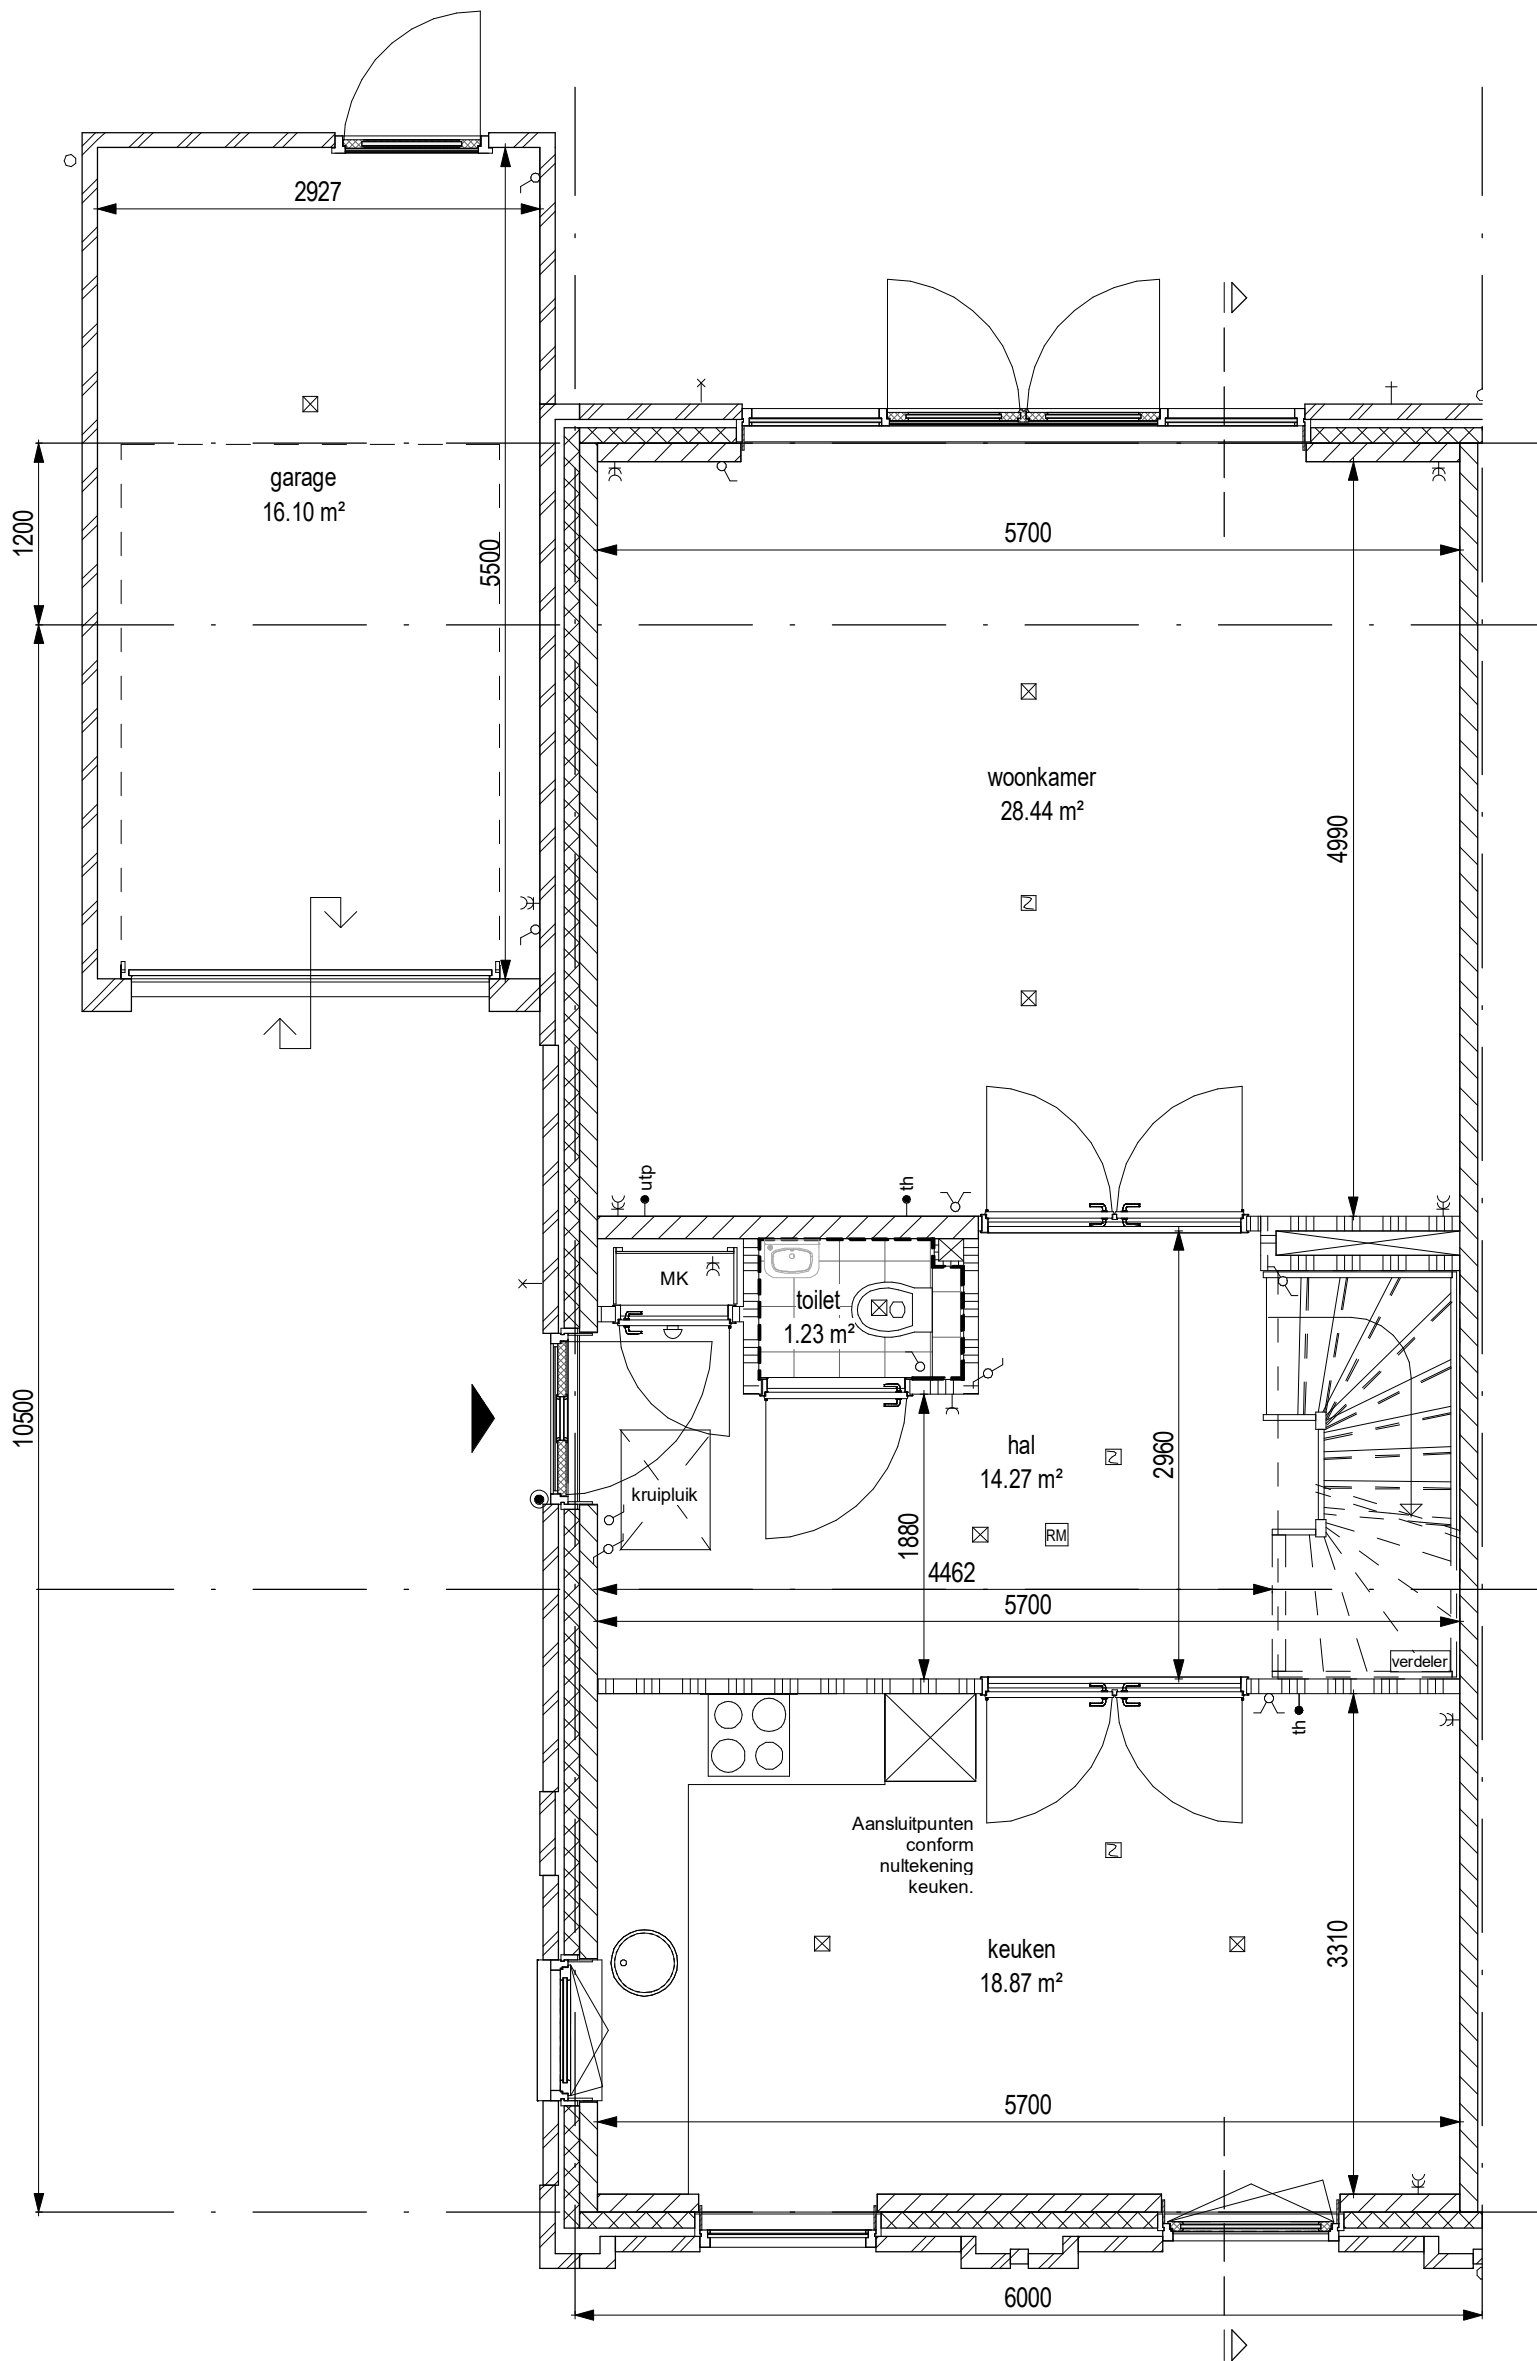 2927
garage
16.10 m²
1200
5500
5700
woonkamer
28.44 m²
4990
utp
th
MK
toilet
1.23 m²
10500
hal
14.27 m²
2960
kruipluik
1880
RM
4462
5700
verdeler
th
Aansluitpunten
conform
nultekening
keuken.
keuken
18.87 m²
3310
5700
6000